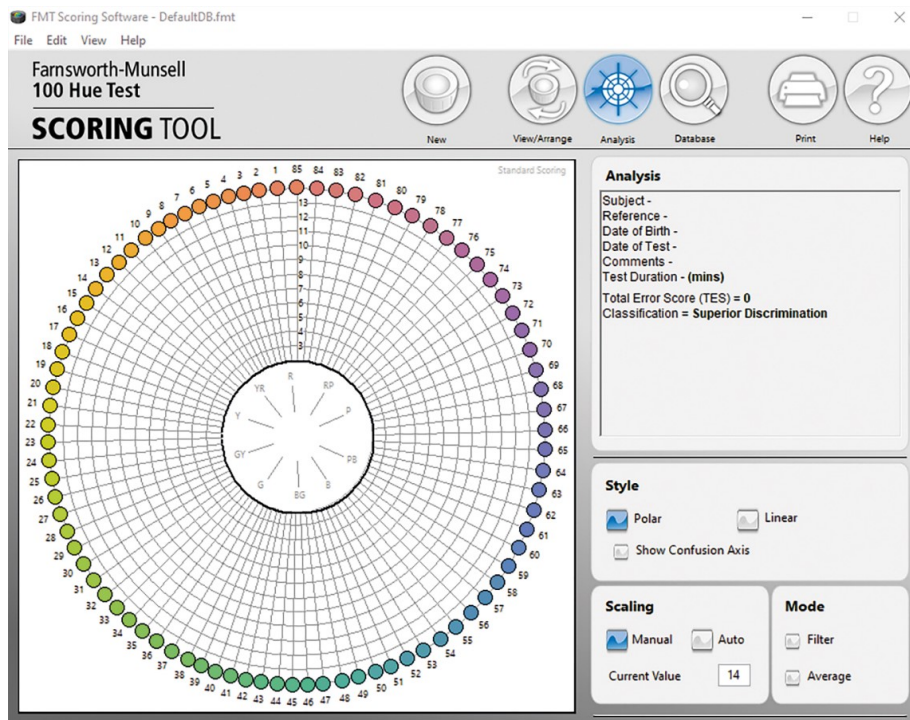 FMT Scoring Software - DefaultDB.fmt
File Edit View Help
Farnsworth-Munsell
100 Hue Test
SCORING TOOL
New
View/Arrange
Analysis
Database
Print
Help
Standard Scoring
85 84 83 82 81 80 79 78 77 76 75 74 73 72 71 70 69 68 67 66 65 64 63 62 61 60 59 58 57 56 55 54 53 52 51 50 49 48 47 46 45 44 43 42 41 40 39 38 37 36 35 34 33 32 31 30 29 28 27 26 25 24 23 22 21 20 19 18 17 16 15 14 13 12 11 10 9 8 7 6 5 4 3 2 1
13
11
10
9
8
7
6
5
4
3
R
RP
P
PB
B
BG
G
GY
Y
YR
Analysis
Subject -
Reference -
Date of Birth -
Date of Test -
Comments -
Test Duration - (mins)
Total Error Score (TES) = 0
Classification = Superior Discrimination
Style
Polar
Linear
Show Confusion Axis
Scaling
Manual
Auto
Current Value 14
Mode
Filter
Average